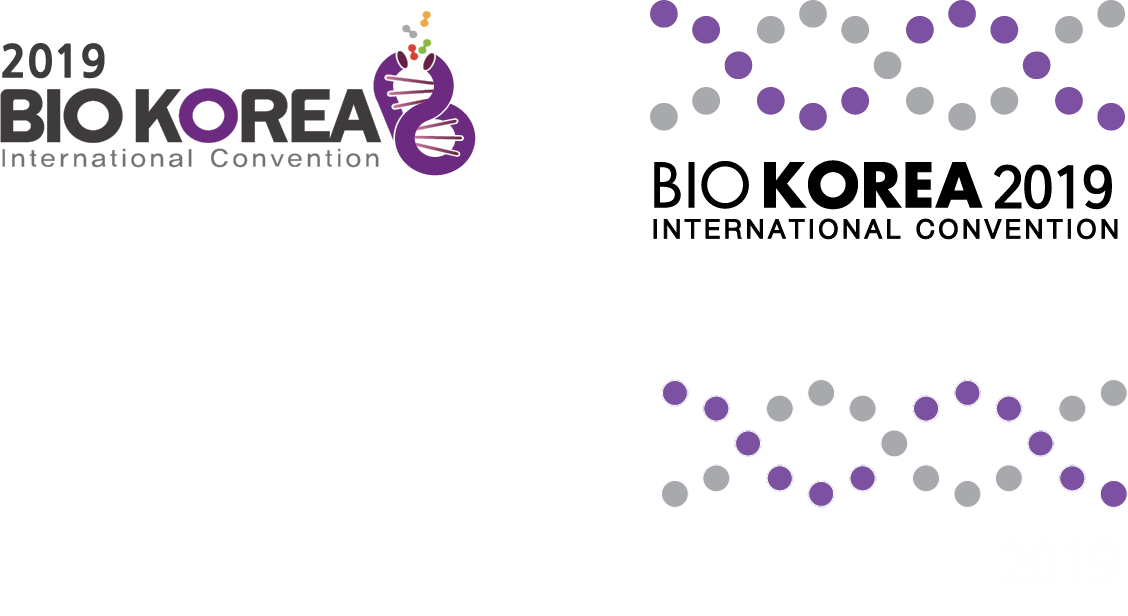 2019
BIO KOREA
International Convention
BIO KOREA 2019
INTERNATIONAL CONVENTION